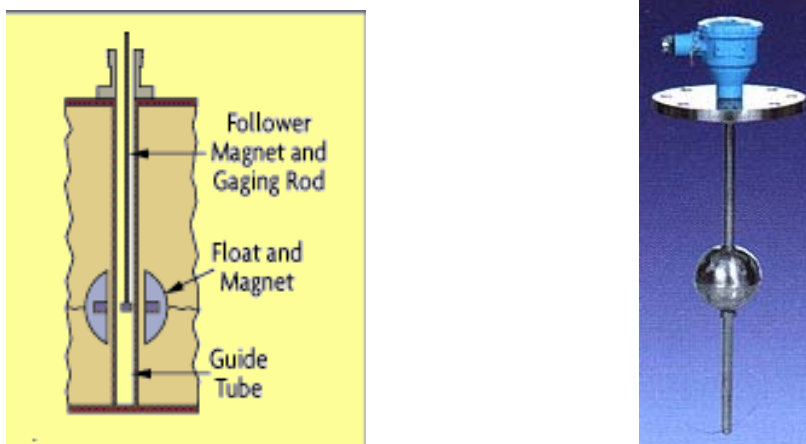 Follower
Magnet and
Gaging Rod
Float and
Magnet
Guide
Tube